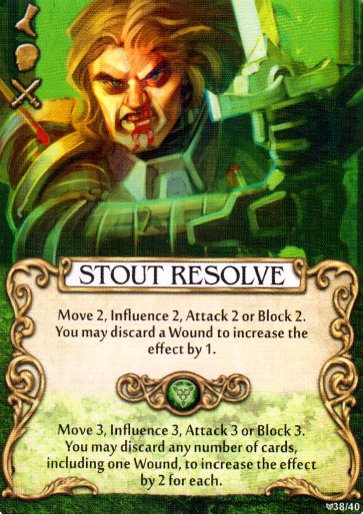 STOUT RESOLVE
Move 2, Influence 2, Attack 2 or Block 2.
You may discard a Wound to increase the
effect by 1.
Move 3, Influence 3, Attack 3 or Block 3.
You may discard any number of cards,
including one Wound, to increase the effect
by 2 for each.
38/40